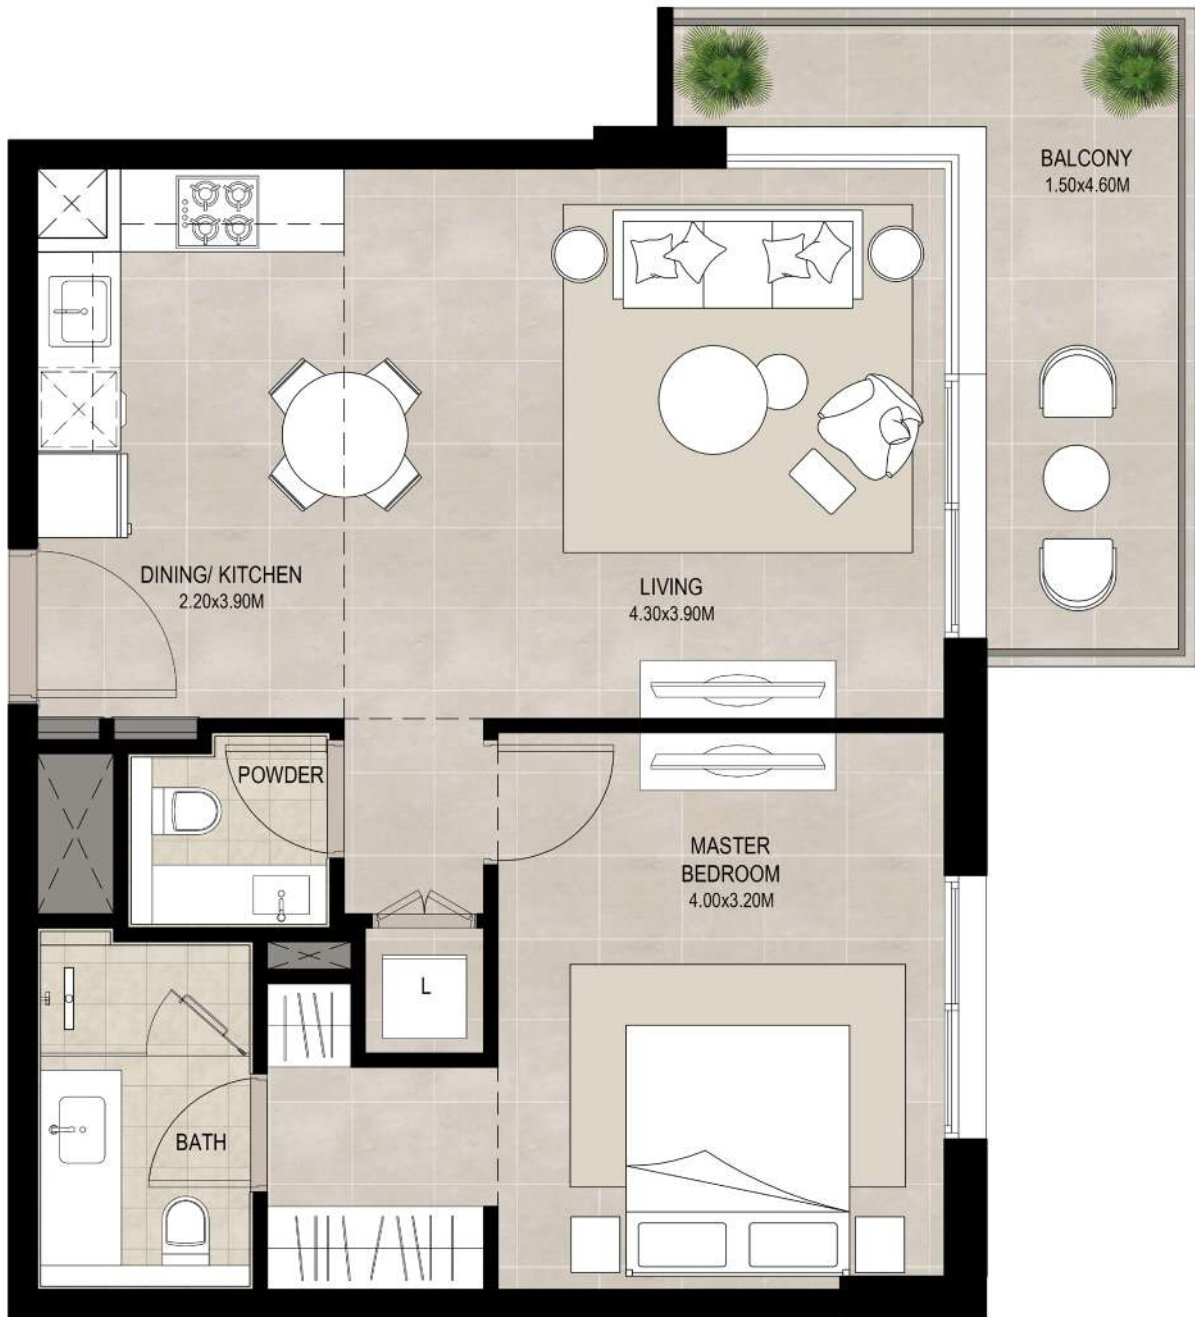 BALCONY
1.50x4.60M
DINING/ KITCHEN
2.20x3.90M
LIVING
4.30x3.90M
POWDER
MASTER
BEDROOM
4.00x3.20M
L
BATH